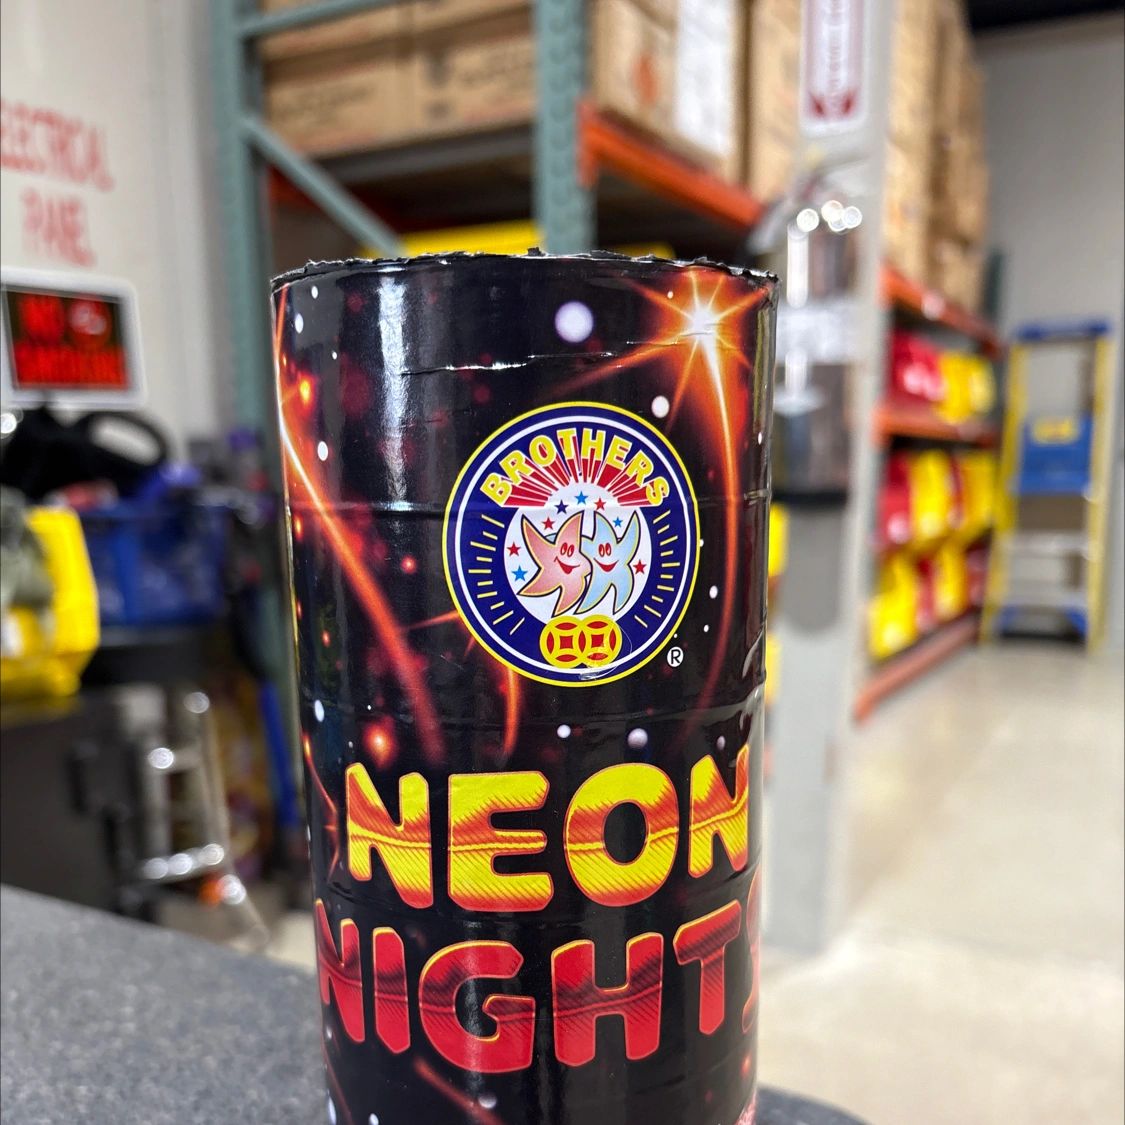 ELECTRICAL
PANEL
BROTHERS
®
NEON
NIGHTS